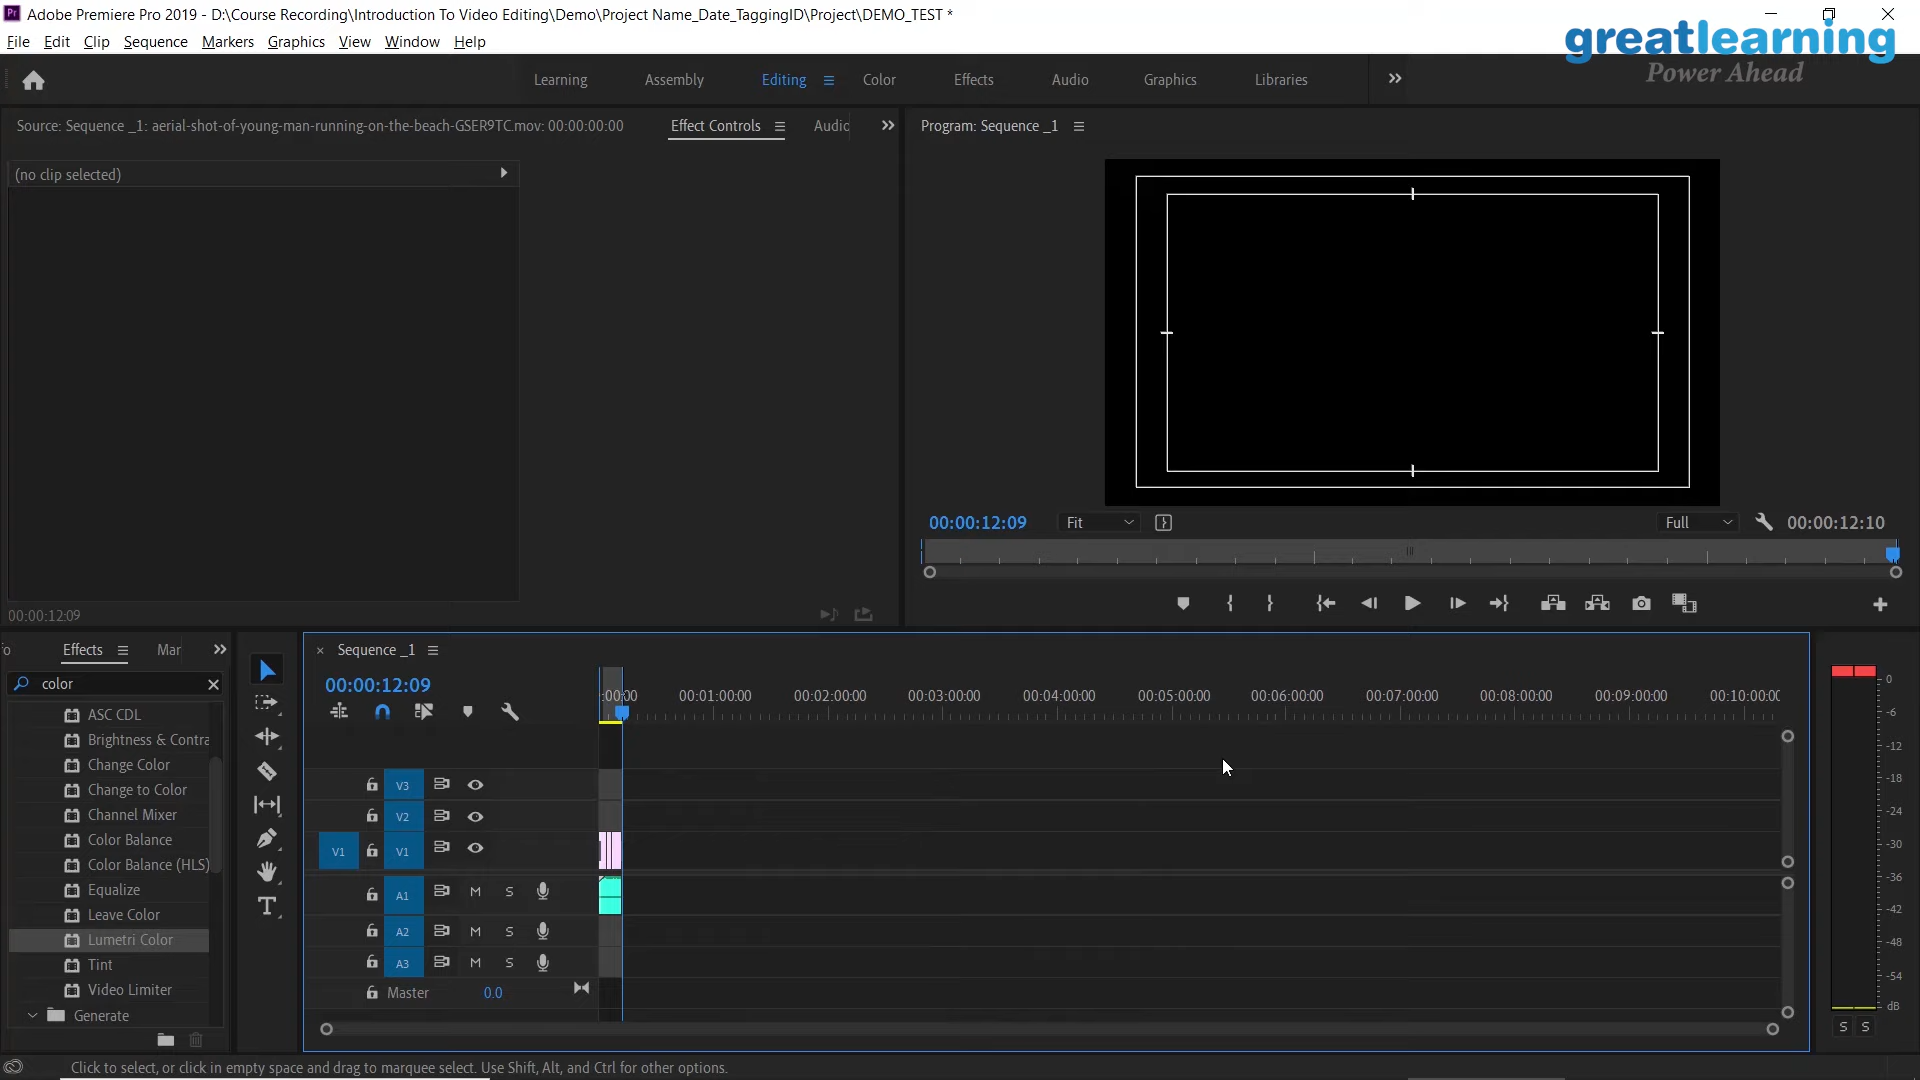 Adobe Premiere Pro 2019 - D:\Course Recording\Introduction To Video Editing\Demo\Project Name_Date_TaggingID\Project\DEMO_TEST *
File Edit Clip Sequence Markers Graphics View Window Help
greatlearning
Power Ahead
Learning Assembly Editing Color Effects Audio Graphics Libraries
Source: Sequence _1: aerial-shot-of-young-man-running-on-the-beach-GSER9TC.mov: 00:00:00:00
Effect Controls
Audic
Program: Sequence _1
(no clip selected)
00:00:12:09
Fit
Full
00:00:12:10
00:00:12:09
Effects
Mar
color
ASC CDL
Brightness & Contra
Change Color
Change to Color
Channel Mixer
Color Balance
Color Balance (HLS)
Equalize
Leave Color
Lumetri Color
Tint
Video Limiter
Generate
Sequence _1
00:00:12:09
:00:00 00:01:00:00 00:02:00:00 00:03:00:00 00:04:00:00 00:05:00:00 00:06:00:00 00:07:00:00 00:08:00:00 00:09:00:00 00:10:00:0
V3
V2
V1 V1
A1 M S
A2 M S
A3 M S
Master 0.0
0
-6
-12
-18
-24
-30
-36
-42
-48
-54
dB
S S
Click to select, or click in empty space and drag to marquee select. Use Shift, Alt, and Ctrl for other options.